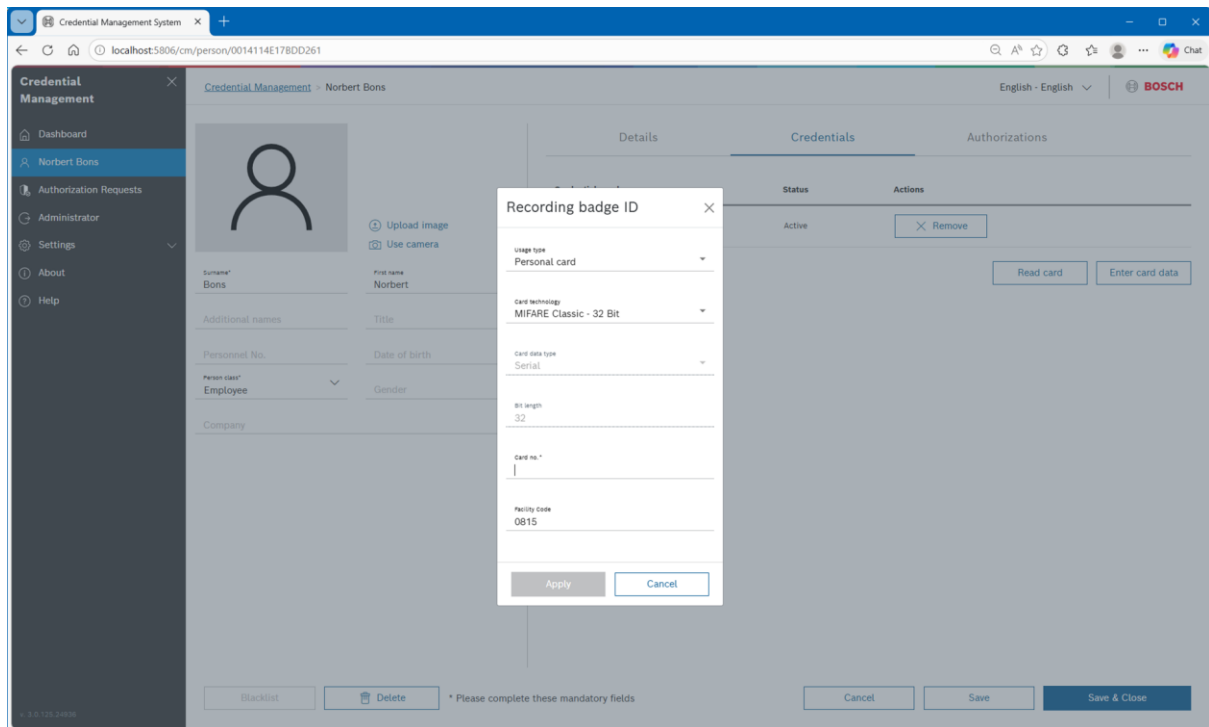 Credential Management System
localhost:5806/cm/person/0014114E17BDD261
Chat
Credential
Management
Dashboard
Norbert Bons
Authorization Requests
Administrator
Settings
About
Help
Credential Management > Norbert Bons
English - English
BOSCH
Upload image
Use camera
Surname*
Bons
First name
Norbert
Additional names
Title
Personnel No.
Date of birth
Person class*
Employee
Gender
Company
Details
Credentials
Authorizations
Status
Actions
Active
Remove
Read card
Enter card data
Recording badge ID
Usage type
Personal card
Card technology
MIFARE Classic - 32 Bit
Card data type
Serial
Bit length
32
Card no.*
Facility Code
0815
Apply
Cancel
Blacklist
Delete
* Please complete these mandatory fields
Cancel
Save
Save & Close